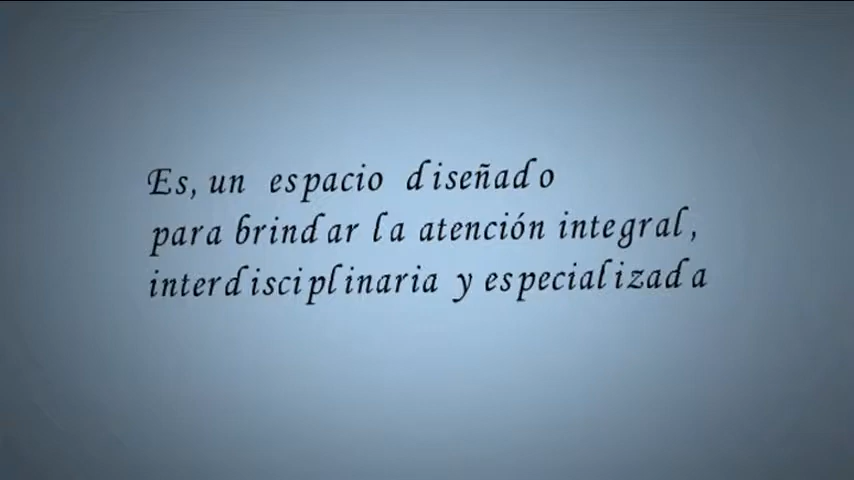 Es, un espacio diseñado
para brindar la atención integral,
interdisciplinaria y especializada